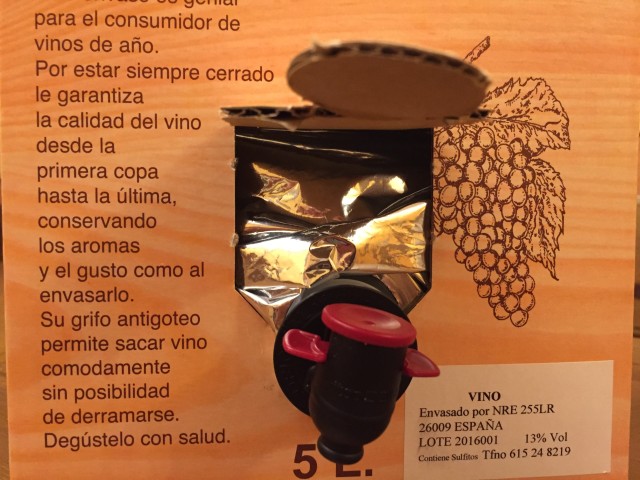 para el consumidor de
vinos de año.
Por estar siempre cerrado
le garantiza
la calidad del vino
desde la
primera copa
hasta la última,
conservando
los aromas
y el gusto como al
envasarlo.
Su grifo antigoteo
permite sacar vino
comodamente
sin posibilidad
de derramarse.
Degústelo con salud.
5 L.
VINO
Envasado por NRE 255LR
26009 ESPAÑA
LOTE 2016001 13% Vol
Contiene Sulfitos Tfno 615 24 8219